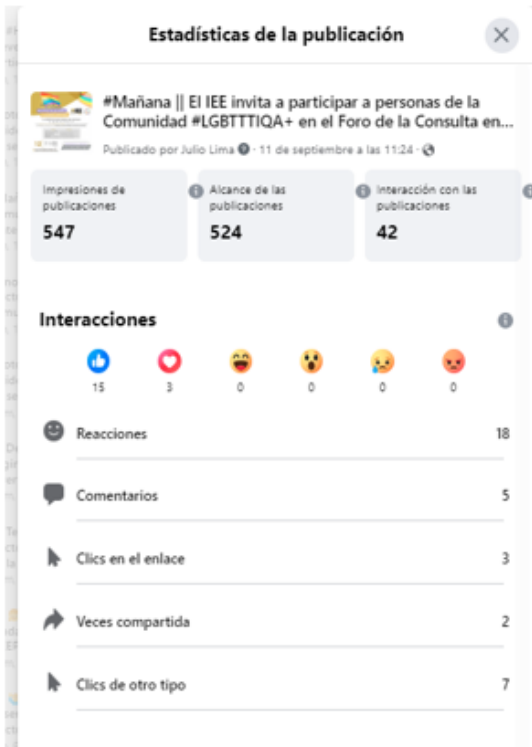 Estadísticas de la publicación
#Mañana || El IEE invita a participar a personas de la
Comunidad #LGBTTTIQA+ en el Foro de la Consulta en...
Publicado por Julio Lima · 11 de septiembre a las 11:24 ·
Impresiones de
publicaciones
547
Alcance de las
publicaciones
524
Interacción con las
publicaciones
42
Interacciones
15
3
0
0
0
0
Reacciones
18
Comentarios
5
Clics en el enlace
3
Veces compartida
2
Clics de otro tipo
7